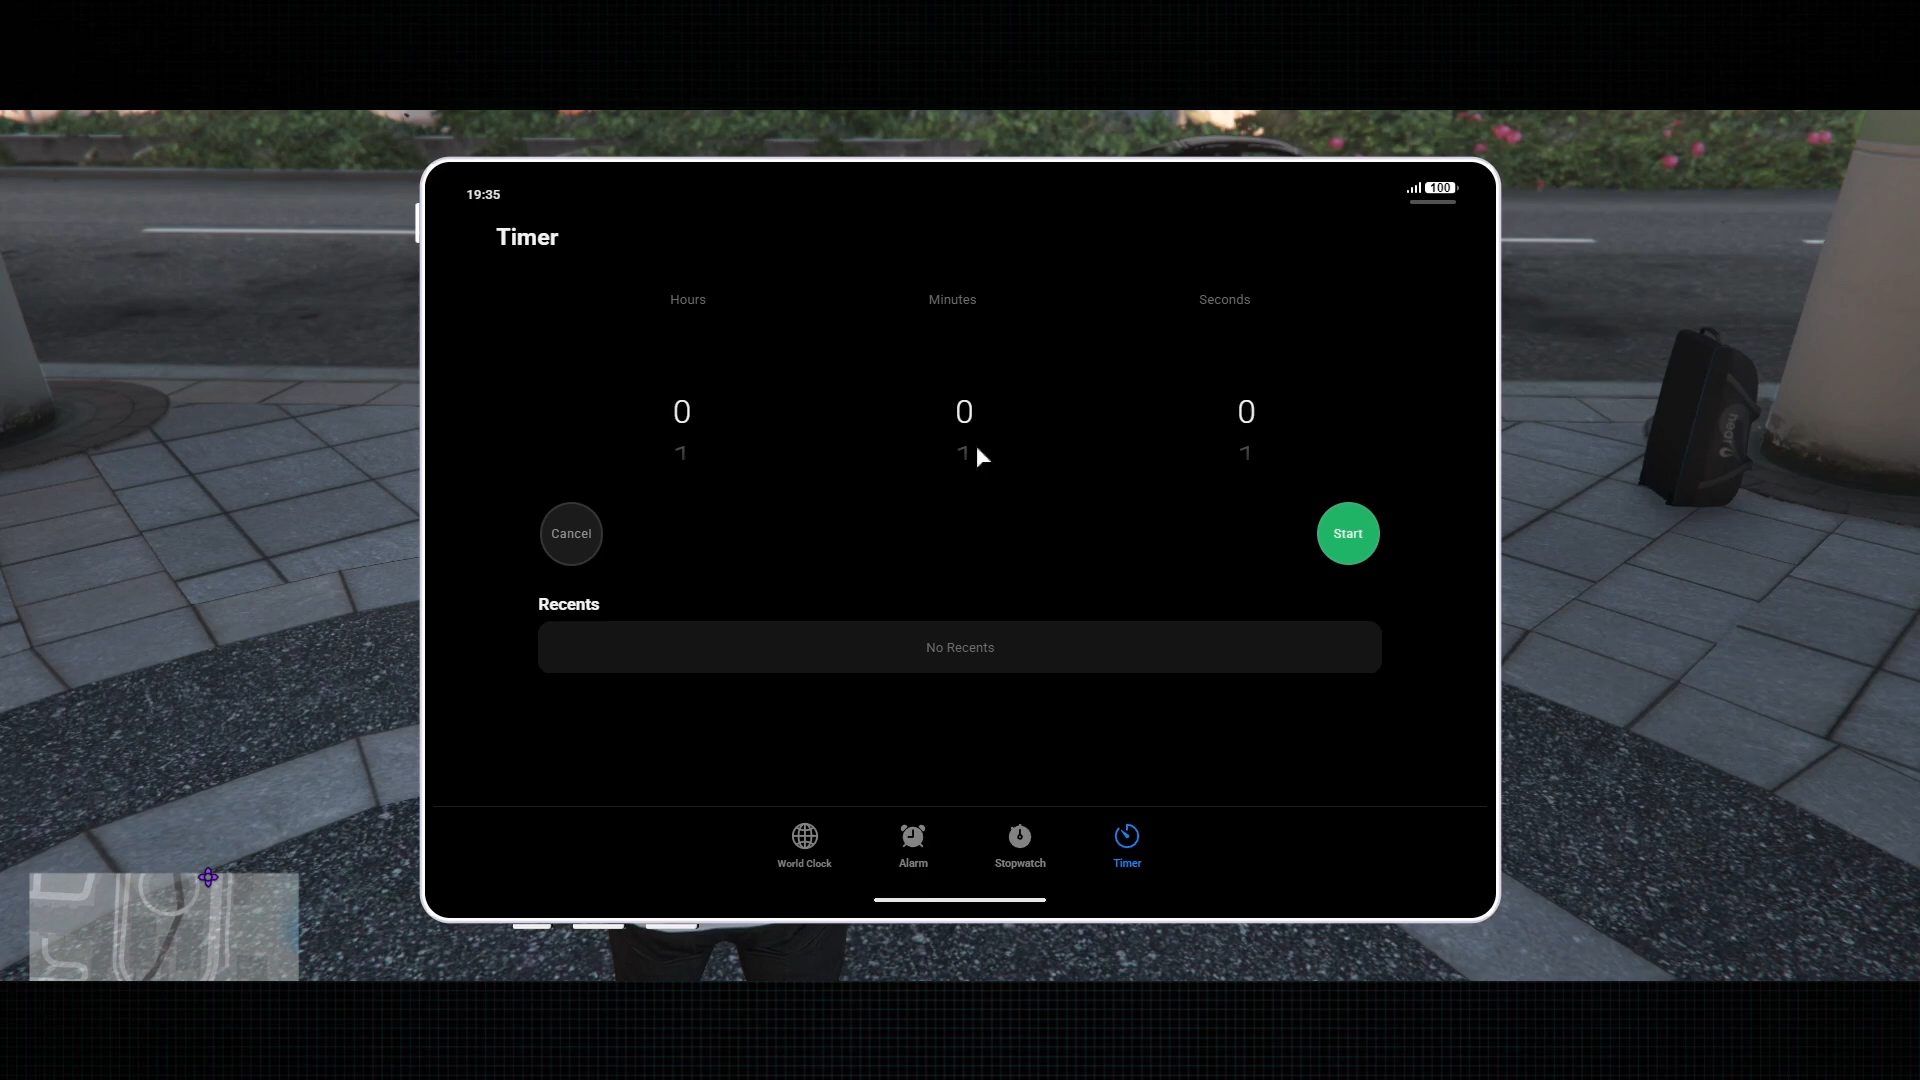 19:35
100
Timer
Hours Minutes Seconds
0 0 0
1 1 1
Cancel Start
Recents
No Recents
World Clock Alarm Stopwatch Timer